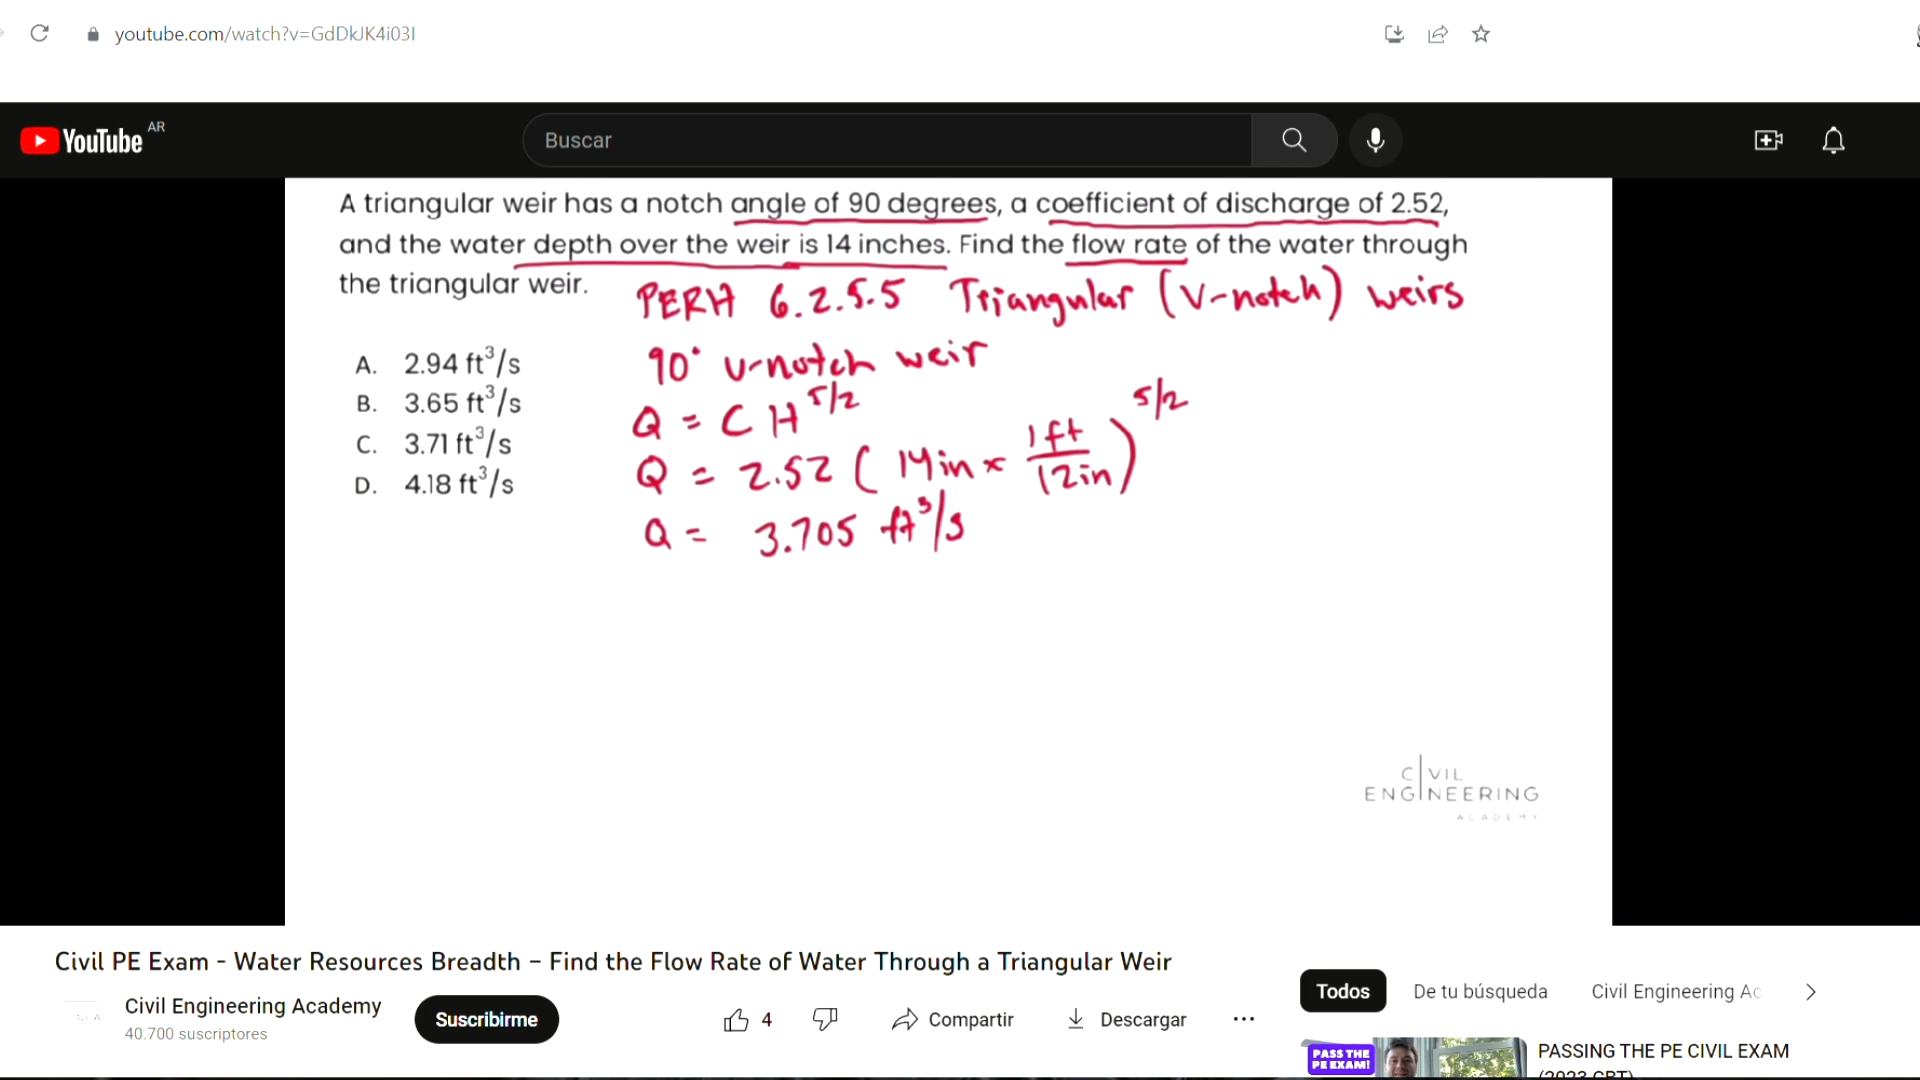 youtube.com/watch?v=GdDkJK4i03I
YouTube AR
Buscar
A triangular weir has a notch angle of 90 degrees, a coefficient of discharge of 2.52,
and the water depth over the weir is 14 inches. Find the flow rate of the water through
the triangular weir.
PERH 6.2.5.5 Triangular (V-notch) weirs
A. 2.94 ft³/s
B. 3.65 ft³/s
C. 3.71 ft³/s
D. 4.18 ft³/s
90° v-notch weir
Q = C H^5/2
Q = 2.52 (14in × 1ft/12in)^5/2
Q = 3.705 ft³/s
CIVIL
ENGINEERING
ACADEMY
Civil PE Exam - Water Resources Breadth – Find the Flow Rate of Water Through a Triangular Weir
Civil Engineering Academy
40.700 suscriptores
Suscribirme
4
Compartir
Descargar
Todos
De tu búsqueda
Civil Engineering Ac
PASS THE
PE EXAM!
PASSING THE PE CIVIL EXAM
(2023 CBT)